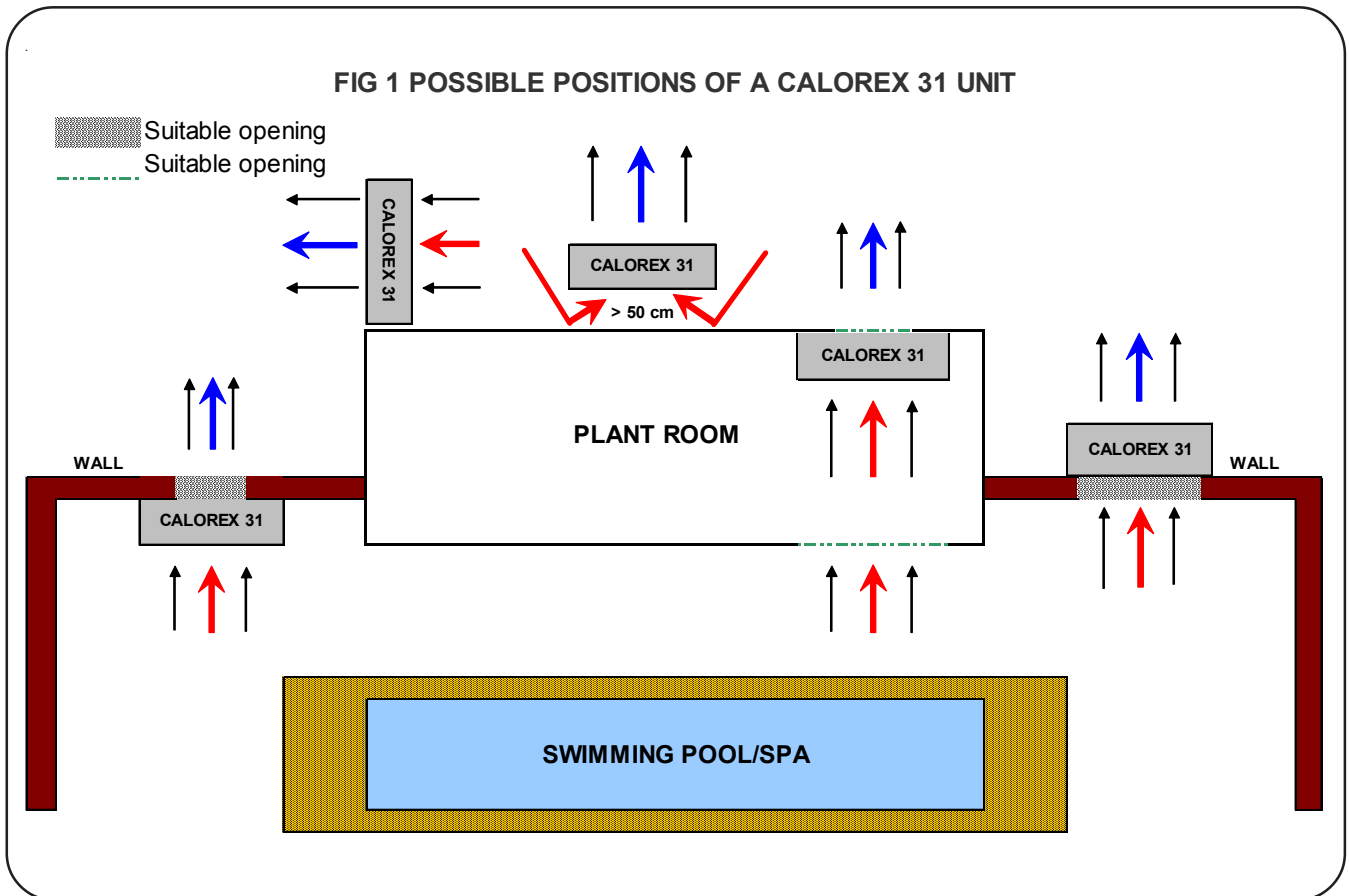 FIG 1 POSSIBLE POSITIONS OF A CALOREX 31 UNIT
Suitable opening
Suitable opening
CALOREX 31
CALOREX 31
> 50 cm
CALOREX 31
PLANT ROOM
WALL
CALOREX 31
CALOREX 31
WALL
SWIMMING POOL/SPA